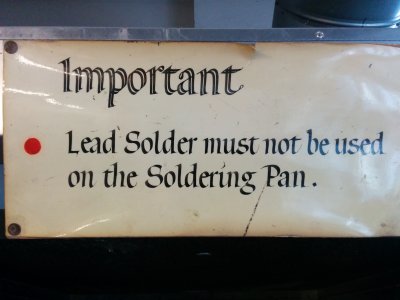 Important
Lead Solder must not be used
on the Soldering Pan.